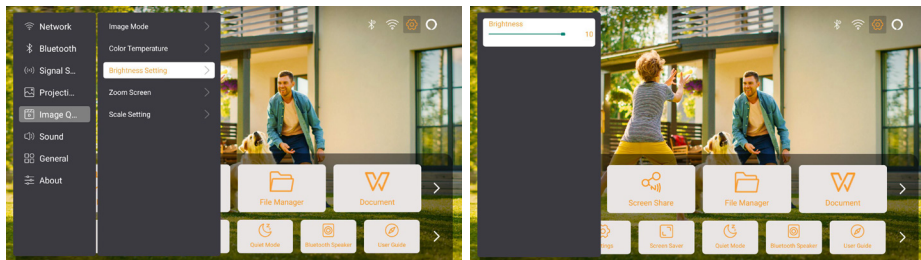 Network
Bluetooth
Signal S...
Projecti...
Image Q...
Sound
General
About
Image Mode
Color Temperature
Brightness Setting
Zoom Screen
Scale Setting
File Manager
Document
Quiet Mode
Bluetooth Speaker
User Guide
Brightness
10
Screen Share
File Manager
Document
tings
Screen Saver
Quiet Mode
Bluetooth Speaker
User Guide